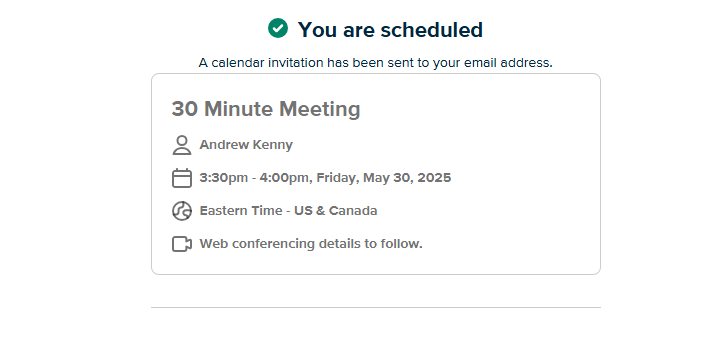 You are scheduled
A calendar invitation has been sent to your email address.
30 Minute Meeting
Andrew Kenny
3:30pm - 4:00pm, Friday, May 30, 2025
Eastern Time - US & Canada
Web conferencing details to follow.